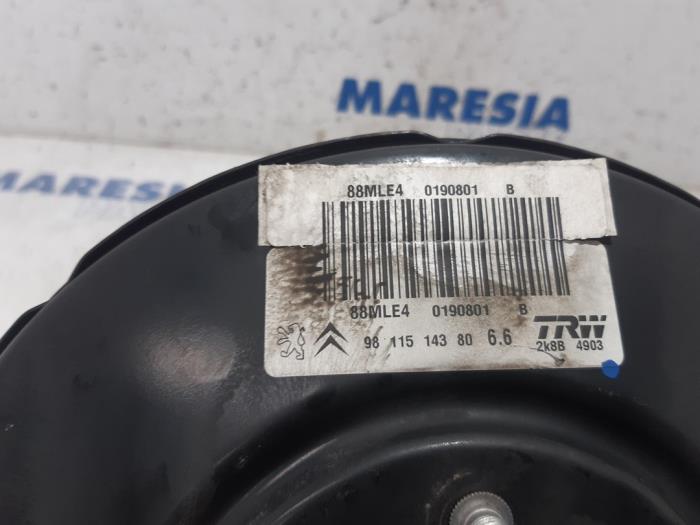 MARESIA
MARESIA
88MLE4 0190801 B
88MLE4 0190801 B
98 115 143 80 6.6
TRW
2k8B 4903